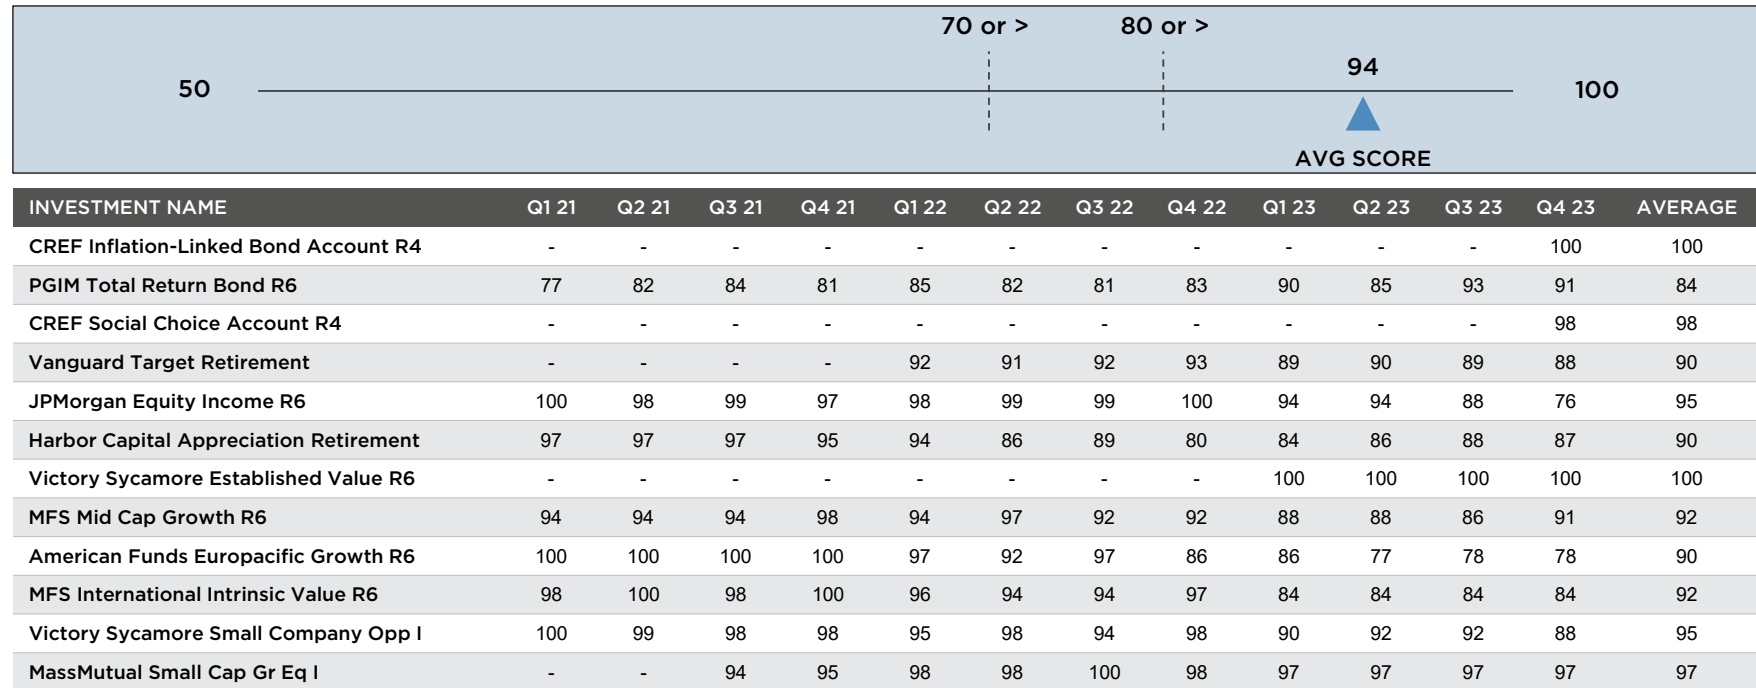 70 or > 80 or >
94
50 100
AVG SCORE
INVESTMENT NAME Q1 21 Q2 21 Q3 21 Q4 21 Q1 22 Q2 22 Q3 22 Q4 22 Q1 23 Q2 23 Q3 23 Q4 23 AVERAGE
CREF Inflation-Linked Bond Account R4 - - - - - - - - - - - 100 100
PGIM Total Return Bond R6 77 82 84 81 85 82 81 83 90 85 93 91 84
CREF Social Choice Account R4 - - - - - - - - - - - 98 98
Vanguard Target Retirement - - - - 92 91 92 93 89 90 89 88 90
JPMorgan Equity Income R6 100 98 99 97 98 99 99 100 94 94 88 76 95
Harbor Capital Appreciation Retirement 97 97 97 95 94 86 89 80 84 86 88 87 90
Victory Sycamore Established Value R6 - - - - - - - - 100 100 100 100 100
MFS Mid Cap Growth R6 94 94 94 98 94 97 92 92 88 88 86 91 92
American Funds Europacific Growth R6 100 100 100 100 97 92 97 86 86 77 78 78 90
MFS International Intrinsic Value R6 98 100 98 100 96 94 94 97 84 84 84 84 92
Victory Sycamore Small Company Opp I 100 99 98 98 95 98 94 98 90 92 92 88 95
MassMutual Small Cap Gr Eq I - - 94 95 98 98 100 98 97 97 97 97 97